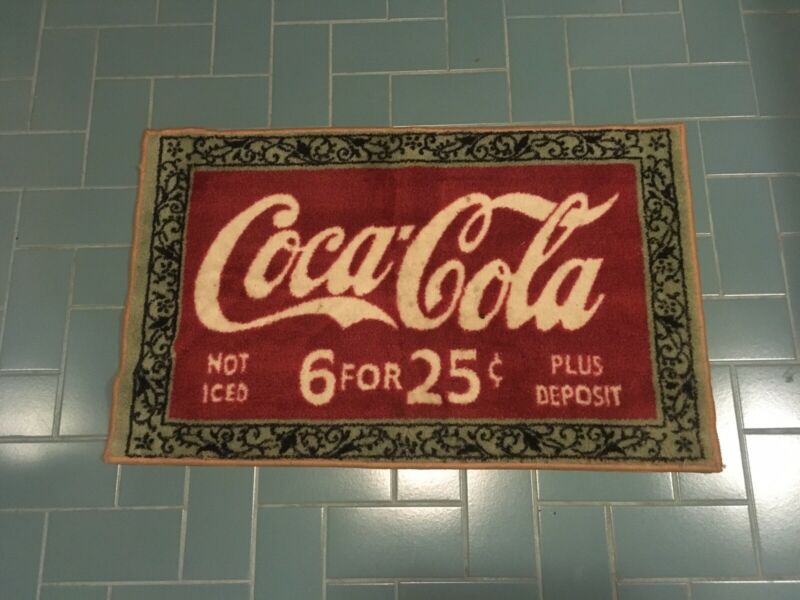 Coca-Cola
NOT ICED
6 FOR 25¢
PLUS DEPOSIT